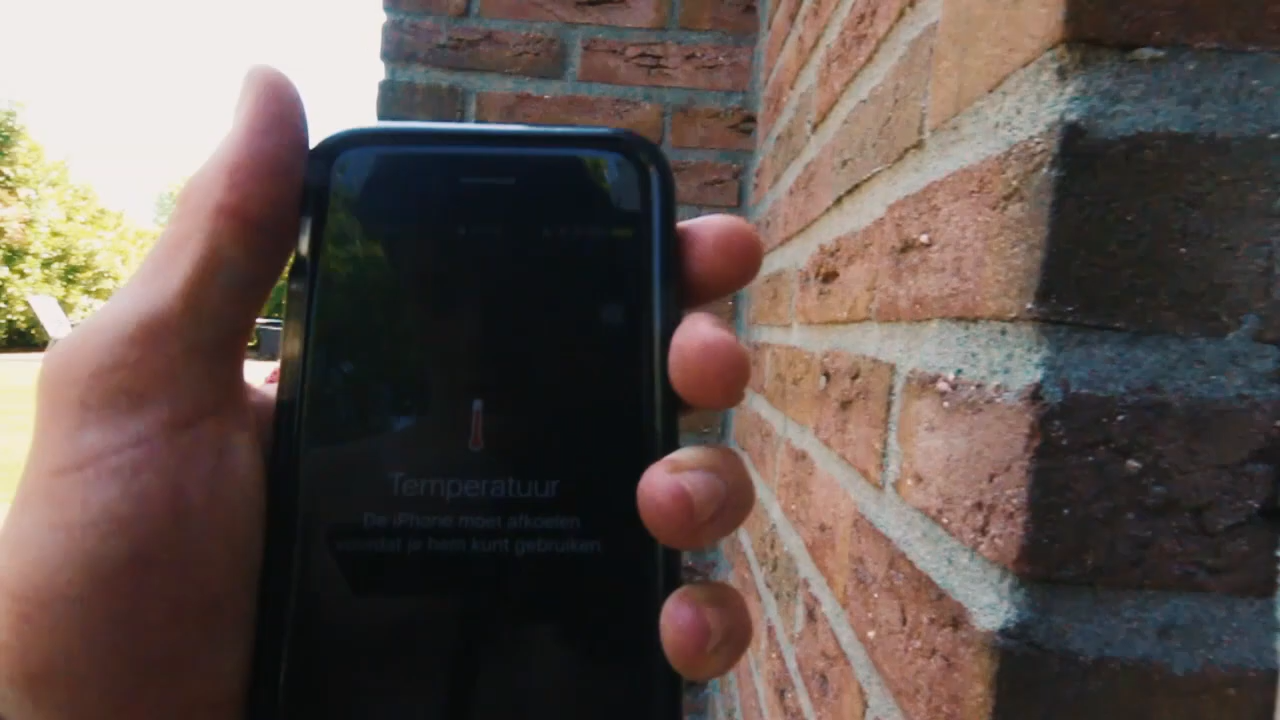 Temperatuur
De iPhone moet afkoelen
voordat je hem kunt gebruiken.